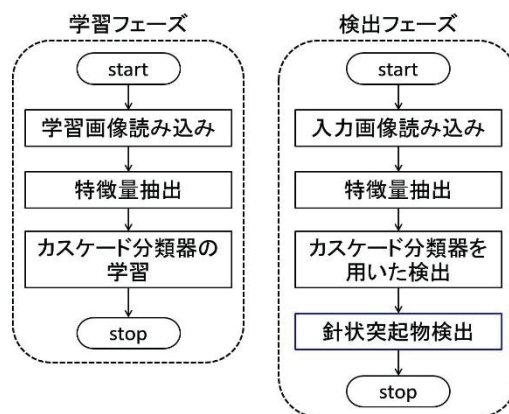 学習フェーズ
start
学習画像読み込み
特徴量抽出
カスケード分類器の
学習
stop
検出フェーズ
start
入力画像読み込み
特徴量抽出
カスケード分類器を
用いた検出
針状突起物検出
stop